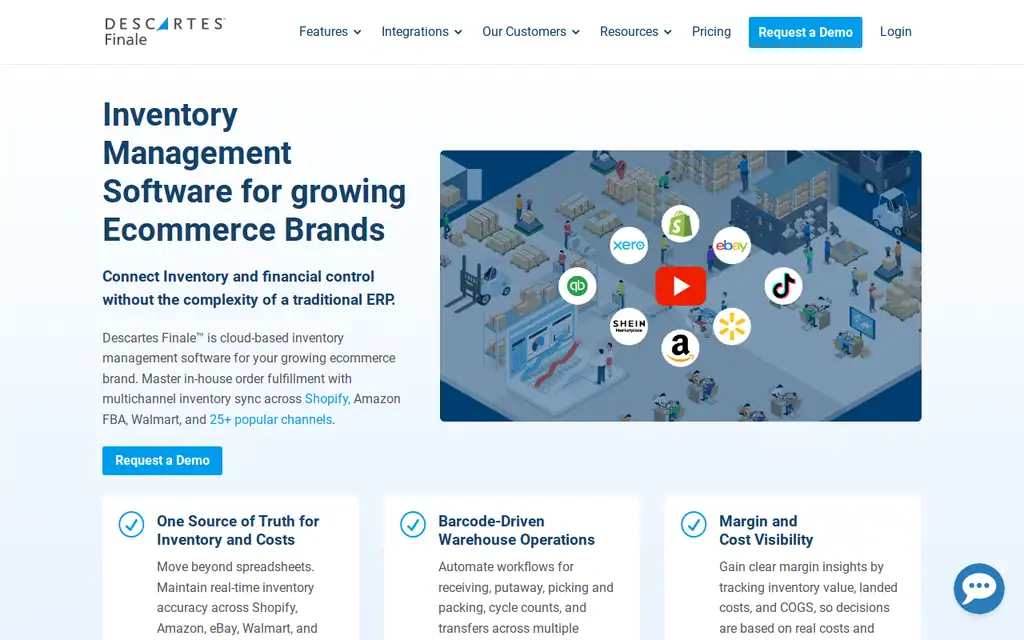 DESCARTES
Finale
Features
Integrations
Our Customers
Resources
Pricing
Request a Demo
Login
Inventory
Management
Software for growing
Ecommerce Brands
Connect Inventory and financial control
without the complexity of a traditional ERP.
Descartes Finale™ is cloud-based inventory
management software for your growing ecommerce
brand. Master in-house order fulfillment with
multichannel inventory sync across Shopify, Amazon
FBA, Walmart, and 25+ popular channels.
Request a Demo
xero
ebay
qb
SHEIN
Marketplace
a
One Source of Truth for
Inventory and Costs
Move beyond spreadsheets.
Maintain real-time inventory
accuracy across Shopify,
Amazon, eBay, Walmart, and
Barcode-Driven
Warehouse Operations
Automate workflows for
receiving, putaway, picking and
packing, cycle counts, and
transfers across multiple
Margin and
Cost Visibility
Gain clear margin insights by
tracking inventory value, landed
costs, and COGS, so decisions
are based on real costs and